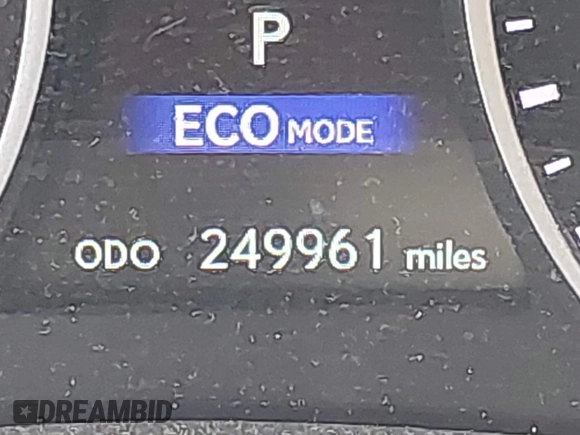 P
ECO MODE
ODO 249961 miles
DREAMBID